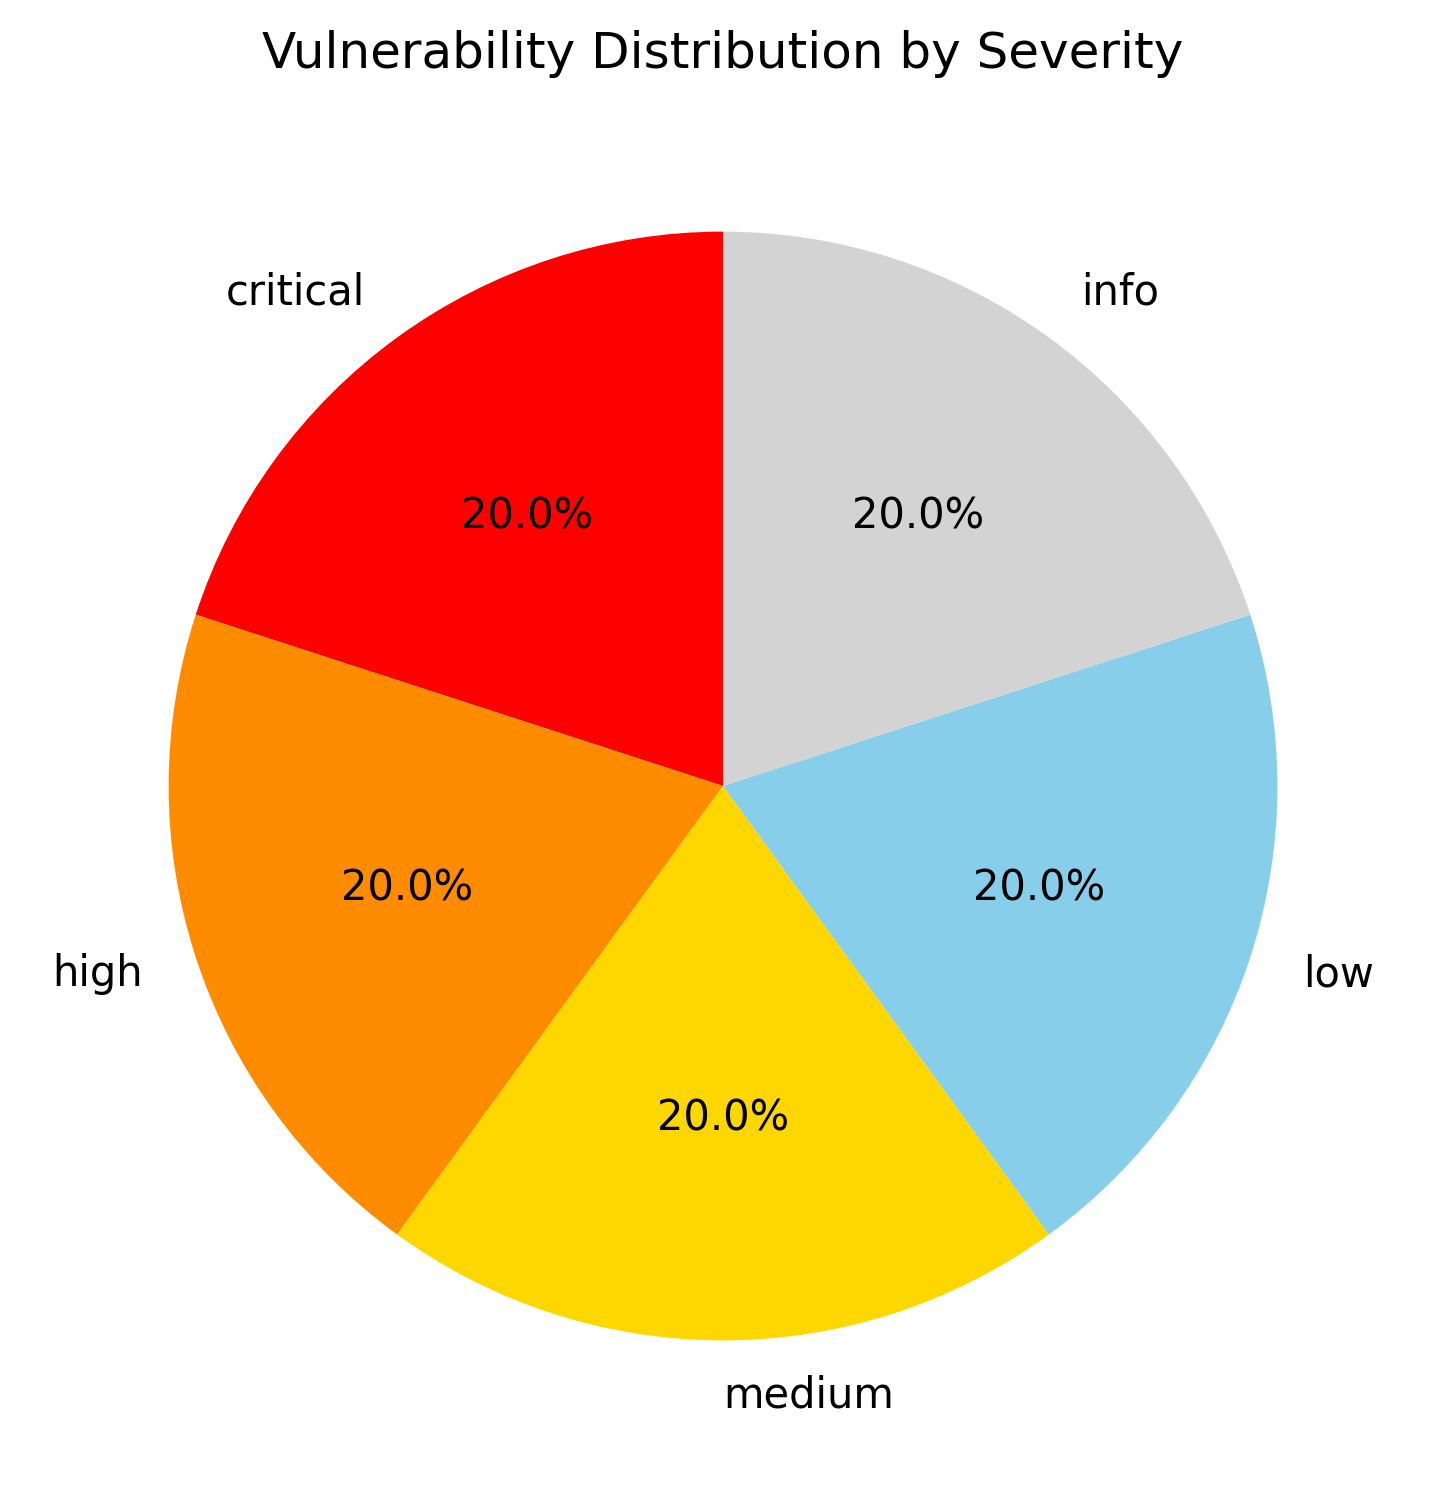 Vulnerability Distribution by Severity
critical
info
20.0%
20.0%
20.0%
20.0%
high
low
20.0%
medium